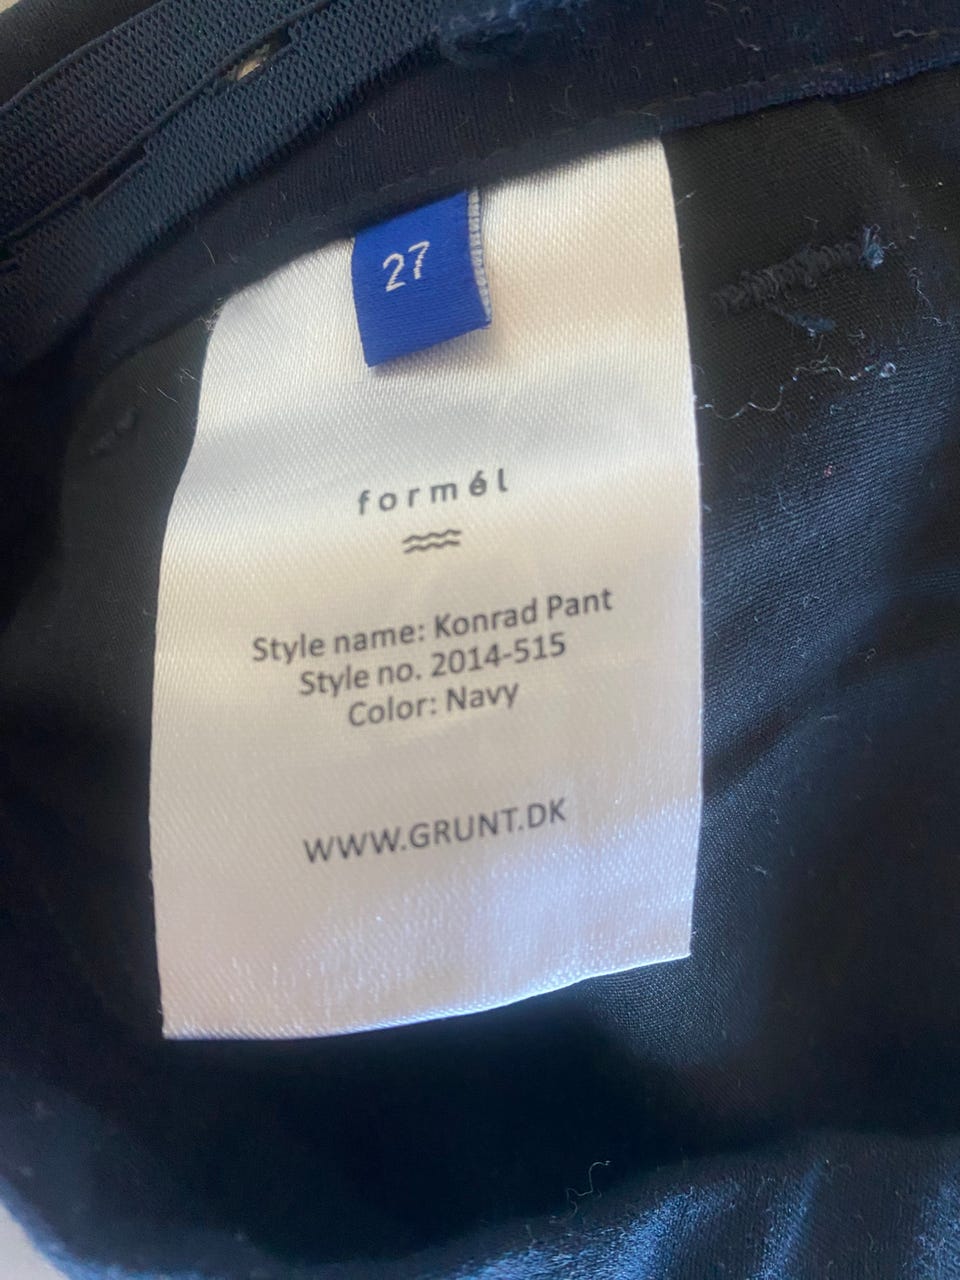 27
formél
Style name: Konrad Pant
Style no. 2014-515
Color: Navy
WWW.GRUNT.DK